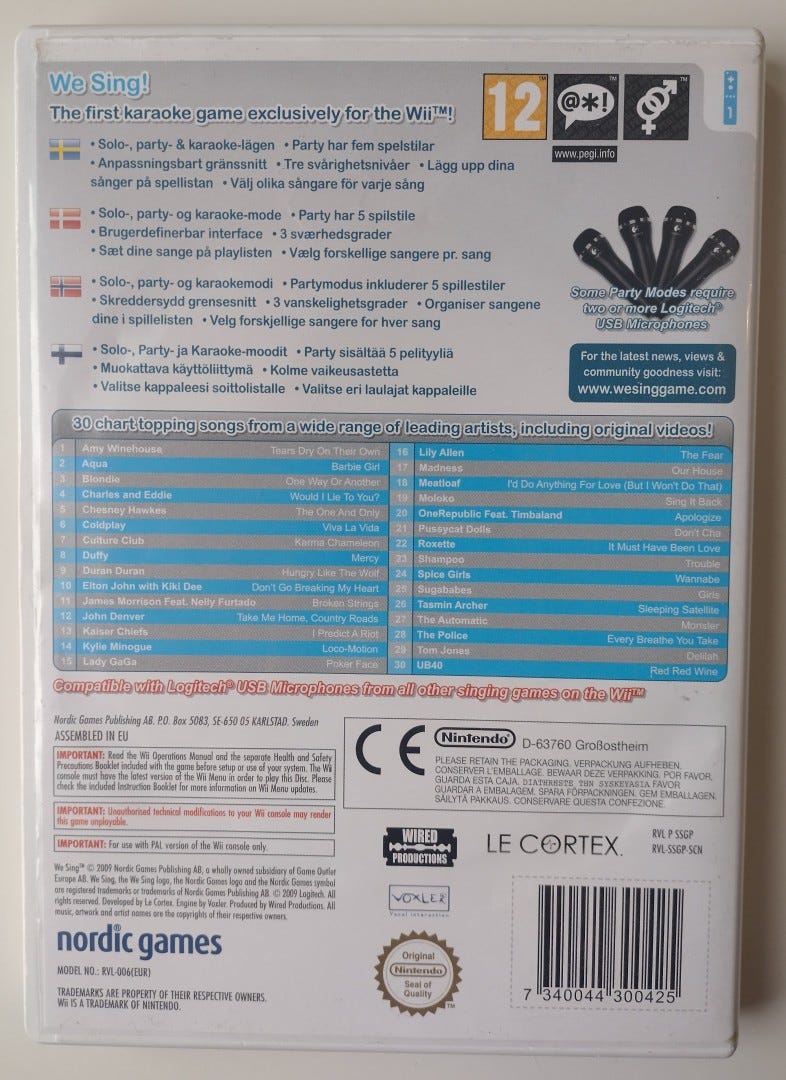 We Sing!
The first karaoke game exclusively for the Wii™!
12™
@*!
™
™
www.pegi.info
1
• Solo-, party- & karaoke-lägen • Party har fem spelstilar
• Anpassningsbart gränssnitt • Tre svårighetsnivåer • Lägg upp dina
sånger på spellistan • Välj olika sångare för varje sång
• Solo-, party- og karaoke-mode • Party har 5 spilstile
• Brugerdefinerbar interface • 3 sværhedsgrader
• Sæt dine sange på playlisten • Vælg forskellige sangere pr. sang
• Solo-, party- og karaokemodi • Partymodus inkluderer 5 spillestiler
• Skreddersydd grensesnitt • 3 vanskelighetsgrader • Organiser sangene
dine i spillelisten • Velg forskjellige sangere for hver sang
• Solo-, Party- ja Karaoke-moodit • Party sisältää 5 pelityyliä
• Muokattava käyttöliittymä • Kolme vaikeusastetta
• Valitse kappaleesi soittolistalle • Valitse eri laulajat kappaleille
Some Party Modes require
two or more Logitech®
USB Microphones
For the latest news, views &
community goodness visit:
www.wesinggame.com
30 chart topping songs from a wide range of leading artists, including original videos!
1 Amy Winehouse Tears Dry On Their Own
2 Aqua Barbie Girl
3 Blondie One Way Or Another
4 Charles and Eddie Would I Lie To You?
5 Chesney Hawkes The One And Only
6 Coldplay Viva La Vida
7 Culture Club Karma Chameleon
8 Duffy Mercy
9 Duran Duran Hungry Like The Wolf
10 Elton John with Kiki Dee Don't Go Breaking My Heart
11 James Morrison Feat. Nelly Furtado Broken Strings
12 John Denver Take Me Home, Country Roads
13 Kaiser Chiefs I Predict A Riot
14 Kylie Minogue Loco-Motion
15 Lady GaGa Poker Face
16 Lily Allen The Fear
17 Madness Our House
18 Meatloaf I'd Do Anything For Love (But I Won't Do That)
19 Moloko Sing It Back
20 OneRepublic Feat. Timbaland Apologize
21 Pussycat Dolls Don't Cha
22 Roxette It Must Have Been Love
23 Shampoo Trouble
24 Spice Girls Wannabe
25 Sugababes Girls
26 Tasmin Archer Sleeping Satellite
27 The Automatic Monster
28 The Police Every Breathe You Take
29 Tom Jones Delilah
30 UB40 Red Red Wine
Compatible with Logitech® USB Microphones from all other singing games on the Wii™
Nordic Games Publishing AB. P.O. Box 5083, SE-650 05 KARLSTAD. Sweden
ASSEMBLED IN EU
IMPORTANT: Read the Wii Operations Manual and the separate Health and Safety
Precautions Booklet included with the game before setup or use of your system. The Wii
console must have the latest version of the Wii Menu in order to play this Disc. Please
check the included Instruction Booklet for more information on Wii Menu updates.
IMPORTANT: Unauthorised technical modifications to your Wii console may render
this game unplayable.
IMPORTANT: For use with PAL version of the Wii console only.
We Sing™ © 2009 Nordic Games Publishing AB, a wholly owned subsidiary of Game Outlet
Europe AB. We Sing, the We Sing logo, the Nordic Games logo and the Nordic Games symbol
are registered trademarks or trademarks of Nordic Games Publishing AB. © 2009 Logitech. All
rights reserved. Developed by Le Cortex. Engine by Voxler. Produced by Wired Productions. All
music, artwork and artist names are the copyrights of their respective owners.
nordic games
MODEL NO.: RVL-006(EUR)
TRADEMARKS ARE PROPERTY OF THEIR RESPECTIVE OWNERS.
Wii IS A TRADEMARK OF NINTENDO.
CE
Nintendo® D-63760 Großostheim
PLEASE RETAIN THE PACKAGING. VERPACKUNG AUFHEBEN.
CONSERVER L'EMBALLAGE. BEWAAR DEZE VERPAKKING. POR FAVOR,
GUARDA ESTA CAJA. ΔΙΑΤΗΡΕΙΣΤΕ ΤΗΝ ΣΥΣΚΕΥΑΣΙΑ FAVOR
GUARDAR A EMBALAGEM. SPARA FÖRPACKNINGEN. GEM EMBALLAGEN.
SÄILYTÄ PAKKAUS. CONSERVARE QUESTA CONFEZIONE.
WIRED
PRODUCTIONS
LE CORTEX.
RVL P SSGP
RVL-SSGP-SCN
VOXLER
Vocal interaction
Original
Nintendo
Seal of
Quality
™
7 340044 300425